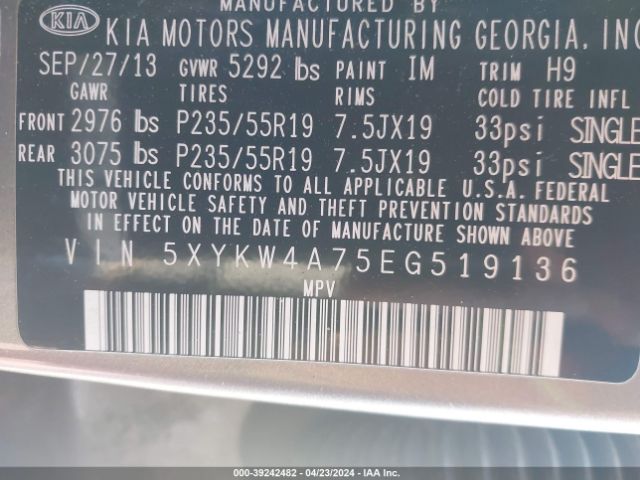 MANUFACTURED BY
KIA KIA MOTORS MANUFACTURING GEORGIA, INC
SEP/27/13 GVWR 5292 lbs PAINT IM TRIM H9
GAWR TIRES RIMS COLD TIRE INFL
FRONT 2976 lbs P235/55R19 7.5JX19 33psi SINGLE
REAR 3075 lbs P235/55R19 7.5JX19 33psi SINGLE
THIS VEHICLE CONFORMS TO ALL APPLICABLE U.S.A. FEDERAL
MOTOR VEHICLE SAFETY AND THEFT PREVENTION STANDARDS
IN EFFECT ON THE DATE OF MANUFACTURE SHOWN ABOVE
VIN 5XYKW4A75EG519136
MPV
000-39242482 - 04/23/2024 - IAA Inc.